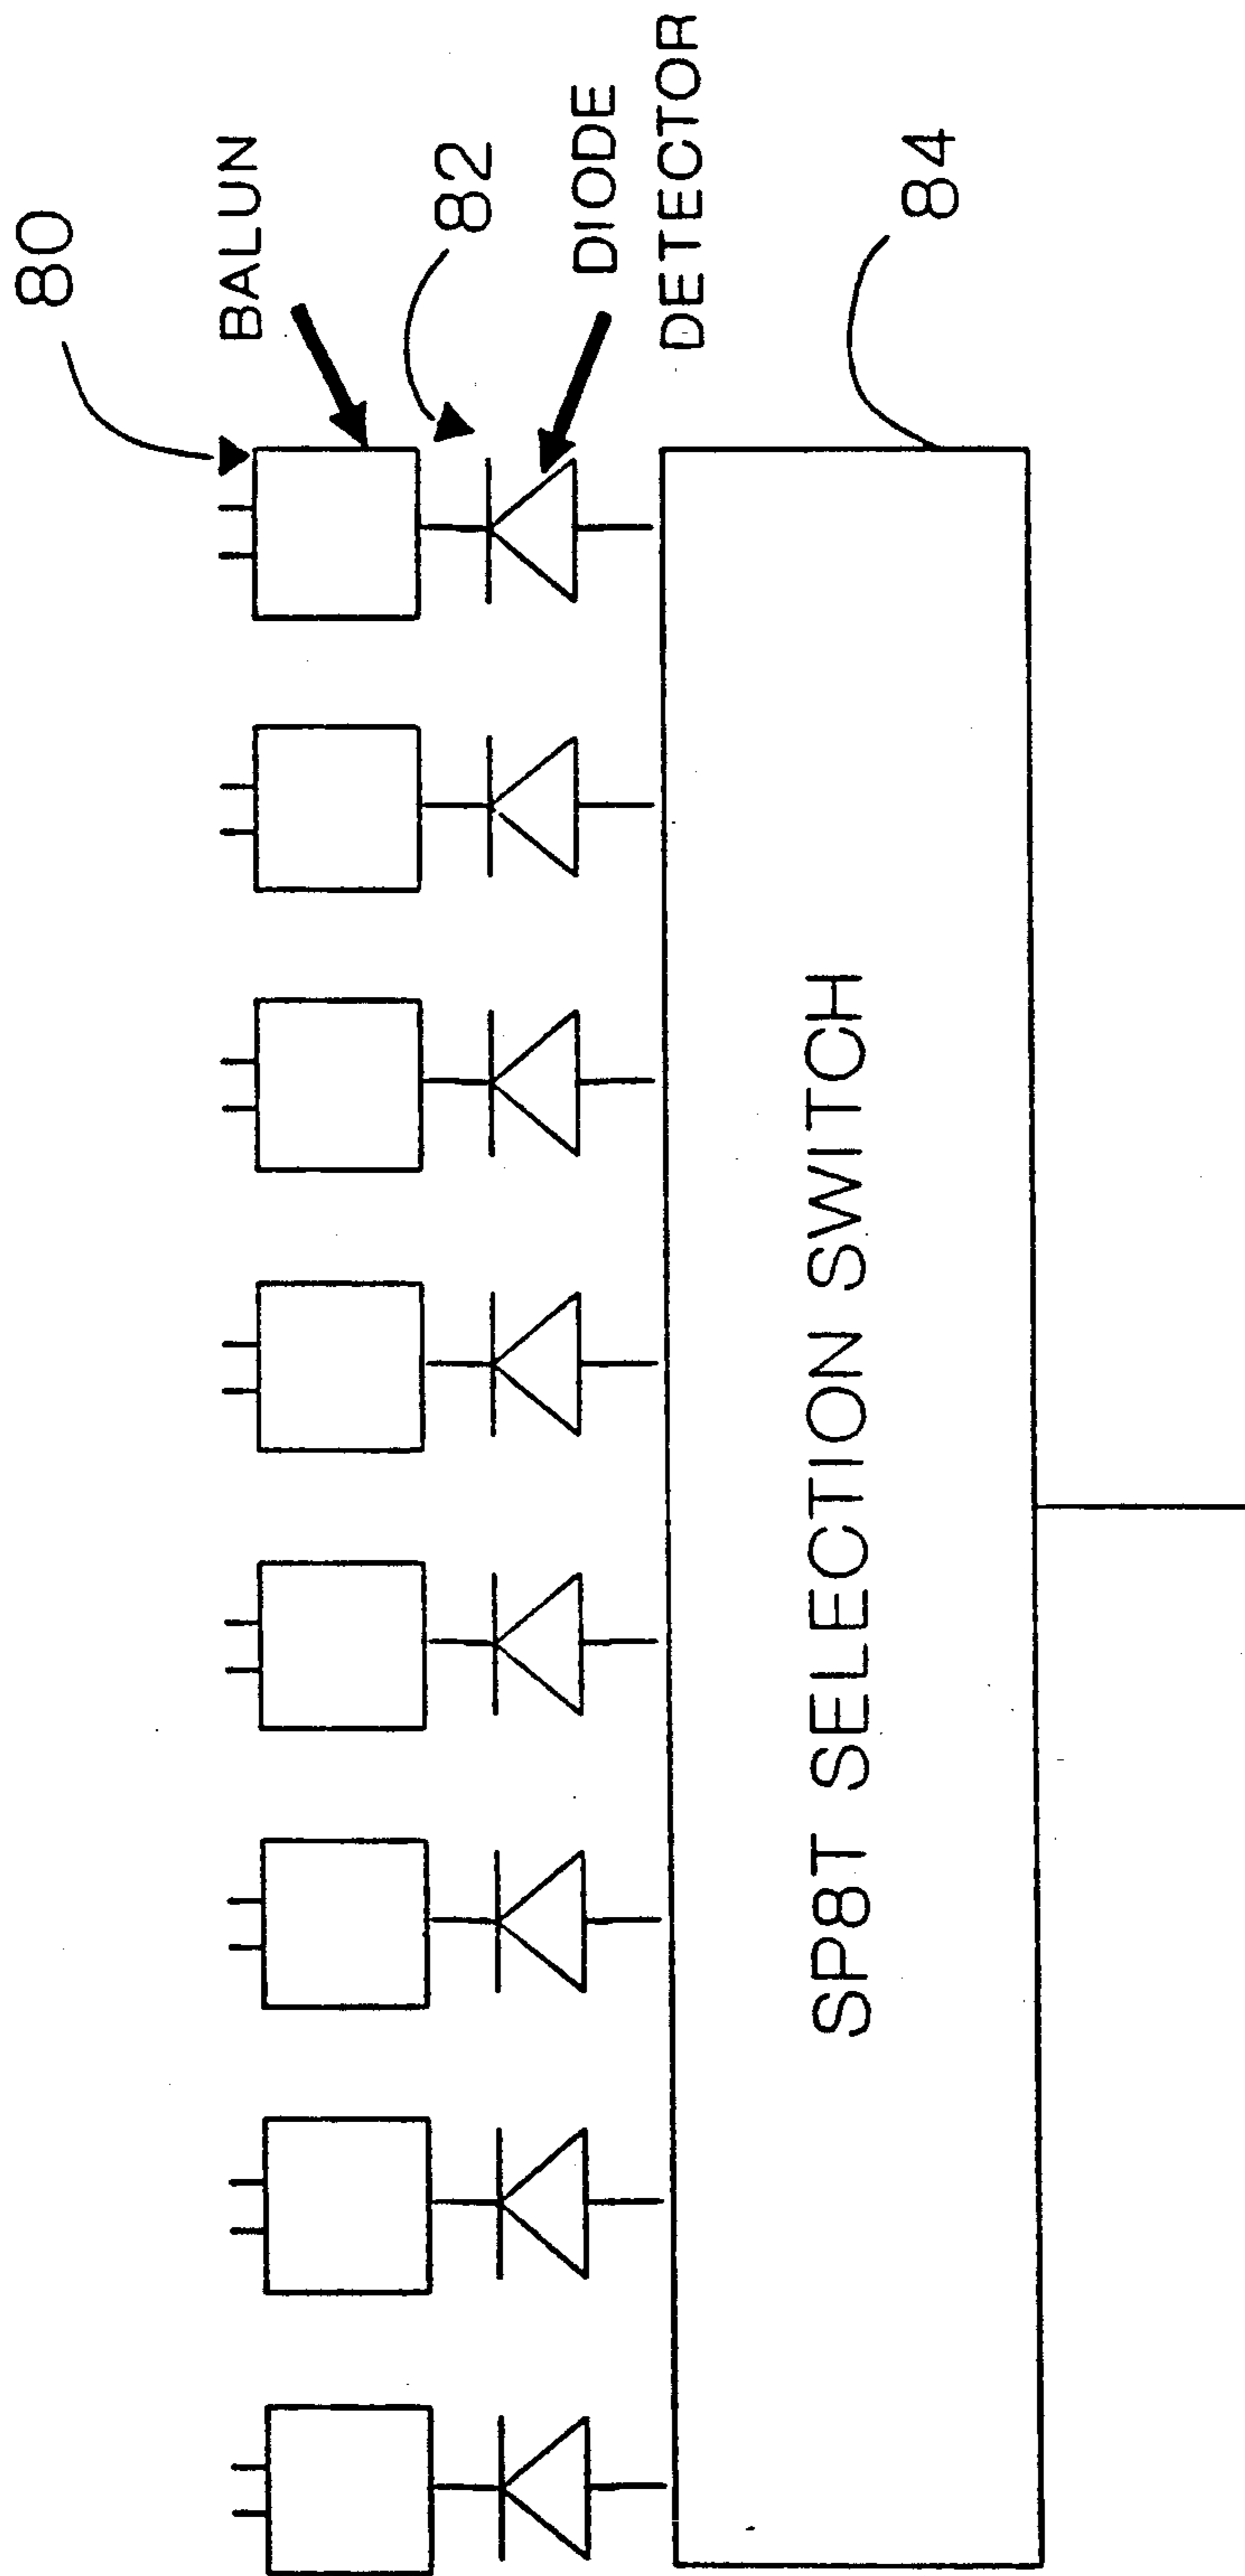 80
BALUN
82
DIODE
DETECTOR
84
SP8T SELECTION SWITCH